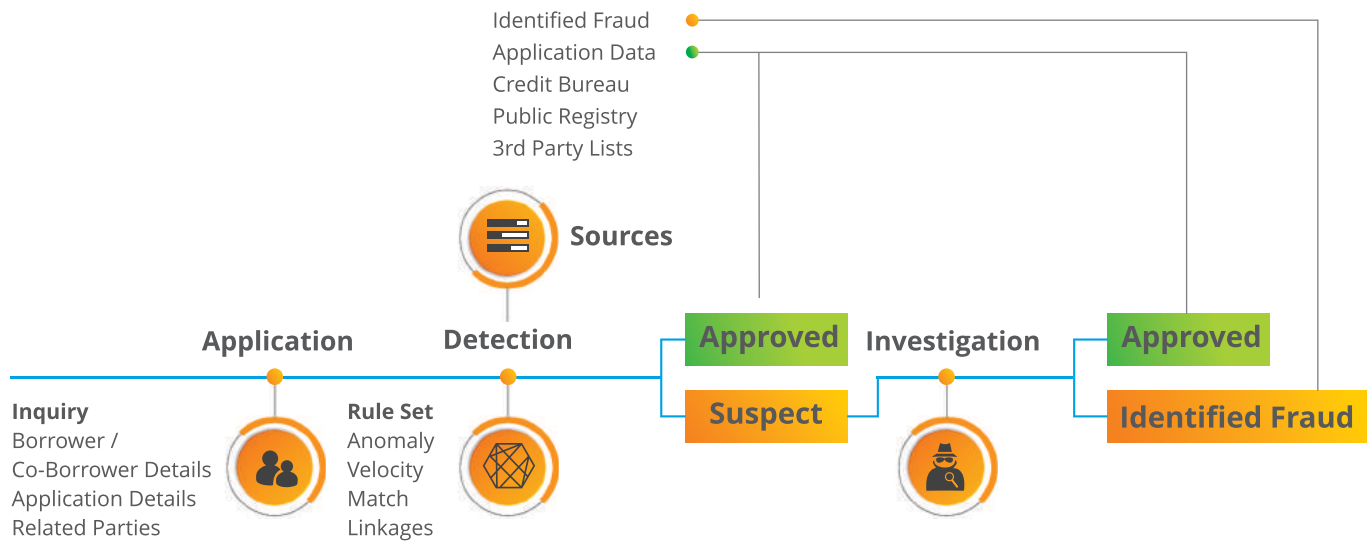 Identified Fraud
Application Data
Credit Bureau
Public Registry
3rd Party Lists
Sources
Application
Detection
Approved
Suspect
Investigation
Approved
Identified Fraud
Inquiry
Borrower /
Co-Borrower Details
Application Details
Related Parties
Rule Set
Anomaly
Velocity
Match
Linkages